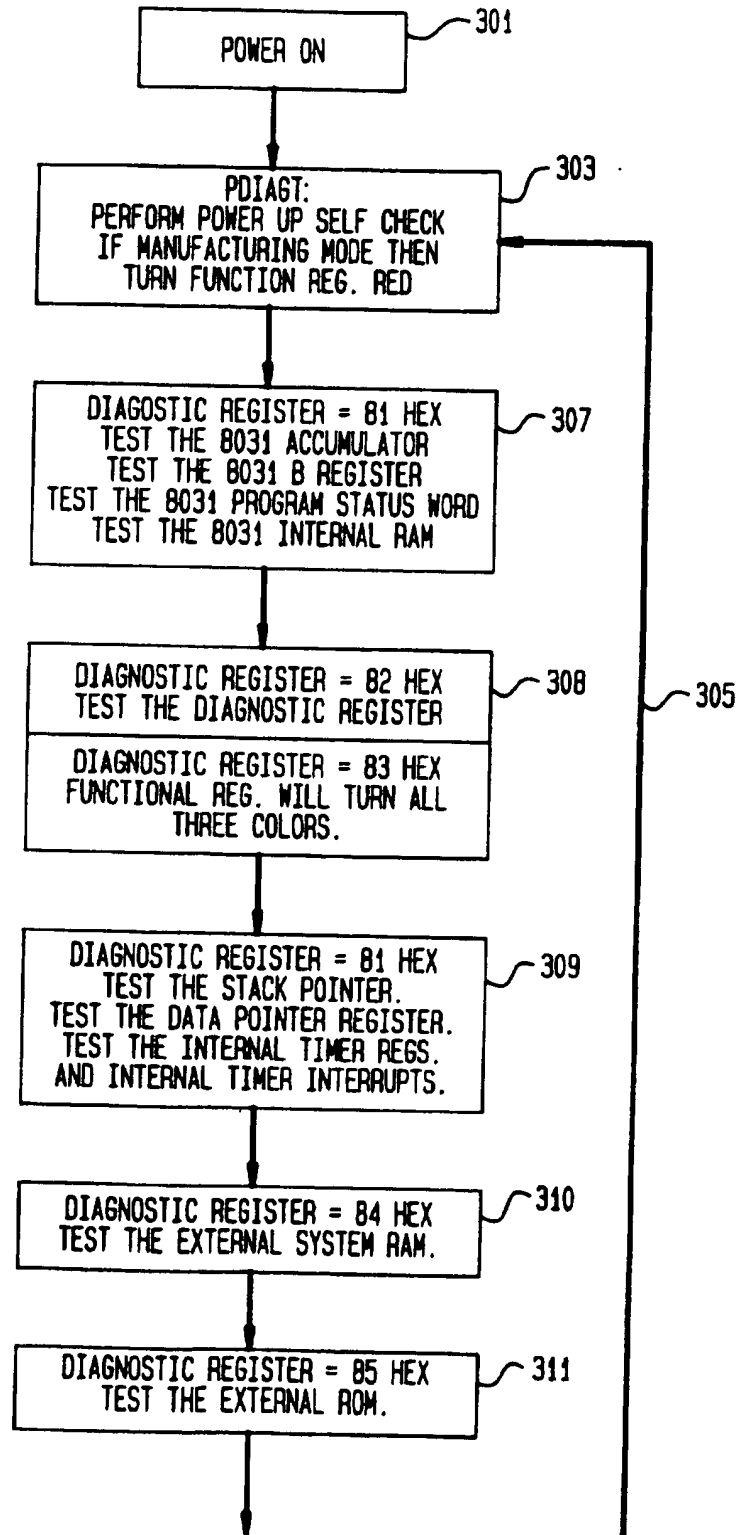 POWER ON
301
PDIAGT:
PERFORM POWER UP SELF CHECK
IF MANUFACTURING MODE THEN
TURN FUNCTION REG. RED
303
DIAGOSTIC REGISTER = 81 HEX
TEST THE 8031 ACCUMULATOR
TEST THE 8031 B REGISTER
TEST THE 8031 PROGRAM STATUS WORD
TEST THE 8031 INTERNAL RAM
307
DIAGNOSTIC REGISTER = 82 HEX
TEST THE DIAGNOSTIC REGISTER
308
305
DIAGNOSTIC REGISTER = 83 HEX
FUNCTIONAL REG. WILL TURN ALL
THREE COLORS.
DIAGNOSTIC REGISTER = 81 HEX
TEST THE STACK POINTER.
TEST THE DATA POINTER REGISTER.
TEST THE INTERNAL TIMER REGS.
AND INTERNAL TIMER INTERRUPTS.
309
DIAGNOSTIC REGISTER = 84 HEX
TEST THE EXTERNAL SYSTEM RAM.
310
DIAGNOSTIC REGISTER = 85 HEX
TEST THE EXTERNAL ROM.
311